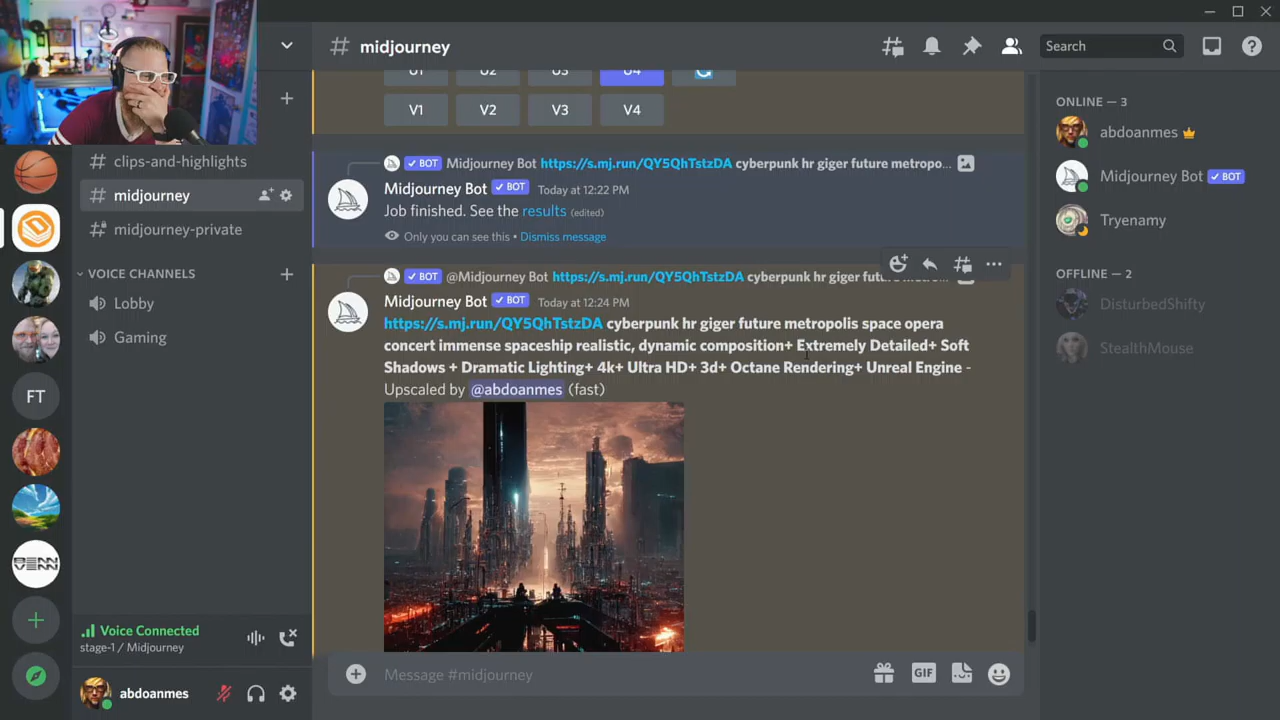 # midjourney
Search
U1 U2 U3 U4
V1 V2 V3 V4
# clips-and-highlights
# midjourney
# midjourney-private
VOICE CHANNELS
Lobby
Gaming
FT
BENN
VENN
Voice Connected
stage-1 / Midjourney
abdoanmes
BOT Midjourney Bot https://s.mj.run/QY5QhTstzDA cyberpunk hr giger future metropo...
Midjourney Bot BOT Today at 12:22 PM
Job finished. See the results (edited)
Only you can see this • Dismiss message
BOT @Midjourney Bot https://s.mj.run/QY5QhTstzDA cyberpunk hr giger
Midjourney Bot BOT Today at 12:24 PM
https://s.mj.run/QY5QhTstzDA cyberpunk hr giger future metropolis space opera
concert immense spaceship realistic, dynamic composition+ Extremely Detailed+ Soft
Shadows + Dramatic Lighting+ 4k+ Ultra HD+ 3d+ Octane Rendering+ Unreal Engine -
Upscaled by @abdoanmes (fast)
Message #midjourney
GIF
ONLINE — 3
abdoanmes
Midjourney Bot BOT
Tryenamy
OFFLINE — 2
DisturbedShifty
StealthMouse